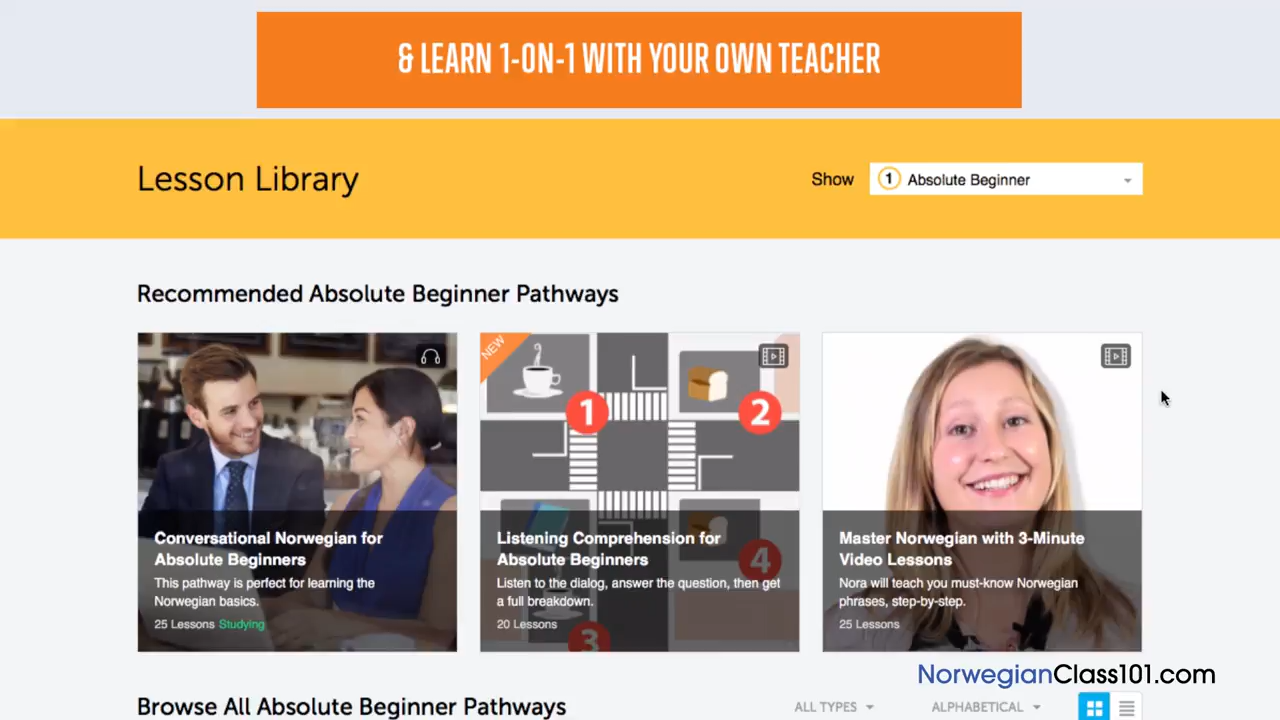 & LEARN 1-ON-1 WITH YOUR OWN TEACHER
Lesson Library
Show
1 Absolute Beginner
Recommended Absolute Beginner Pathways
NEW
1
2
3
4
Conversational Norwegian for
Absolute Beginners
This pathway is perfect for learning the
Norwegian basics.
25 Lessons Studying
Listening Comprehension for
Absolute Beginners
Listen to the dialog, answer the question, then get
a full breakdown.
20 Lessons
Master Norwegian with 3-Minute
Video Lessons
Nora will teach you must-know Norwegian
phrases, step-by-step.
25 Lessons
NorwegianClass101.com
Browse All Absolute Beginner Pathways
ALL TYPES
ALPHABETICAL